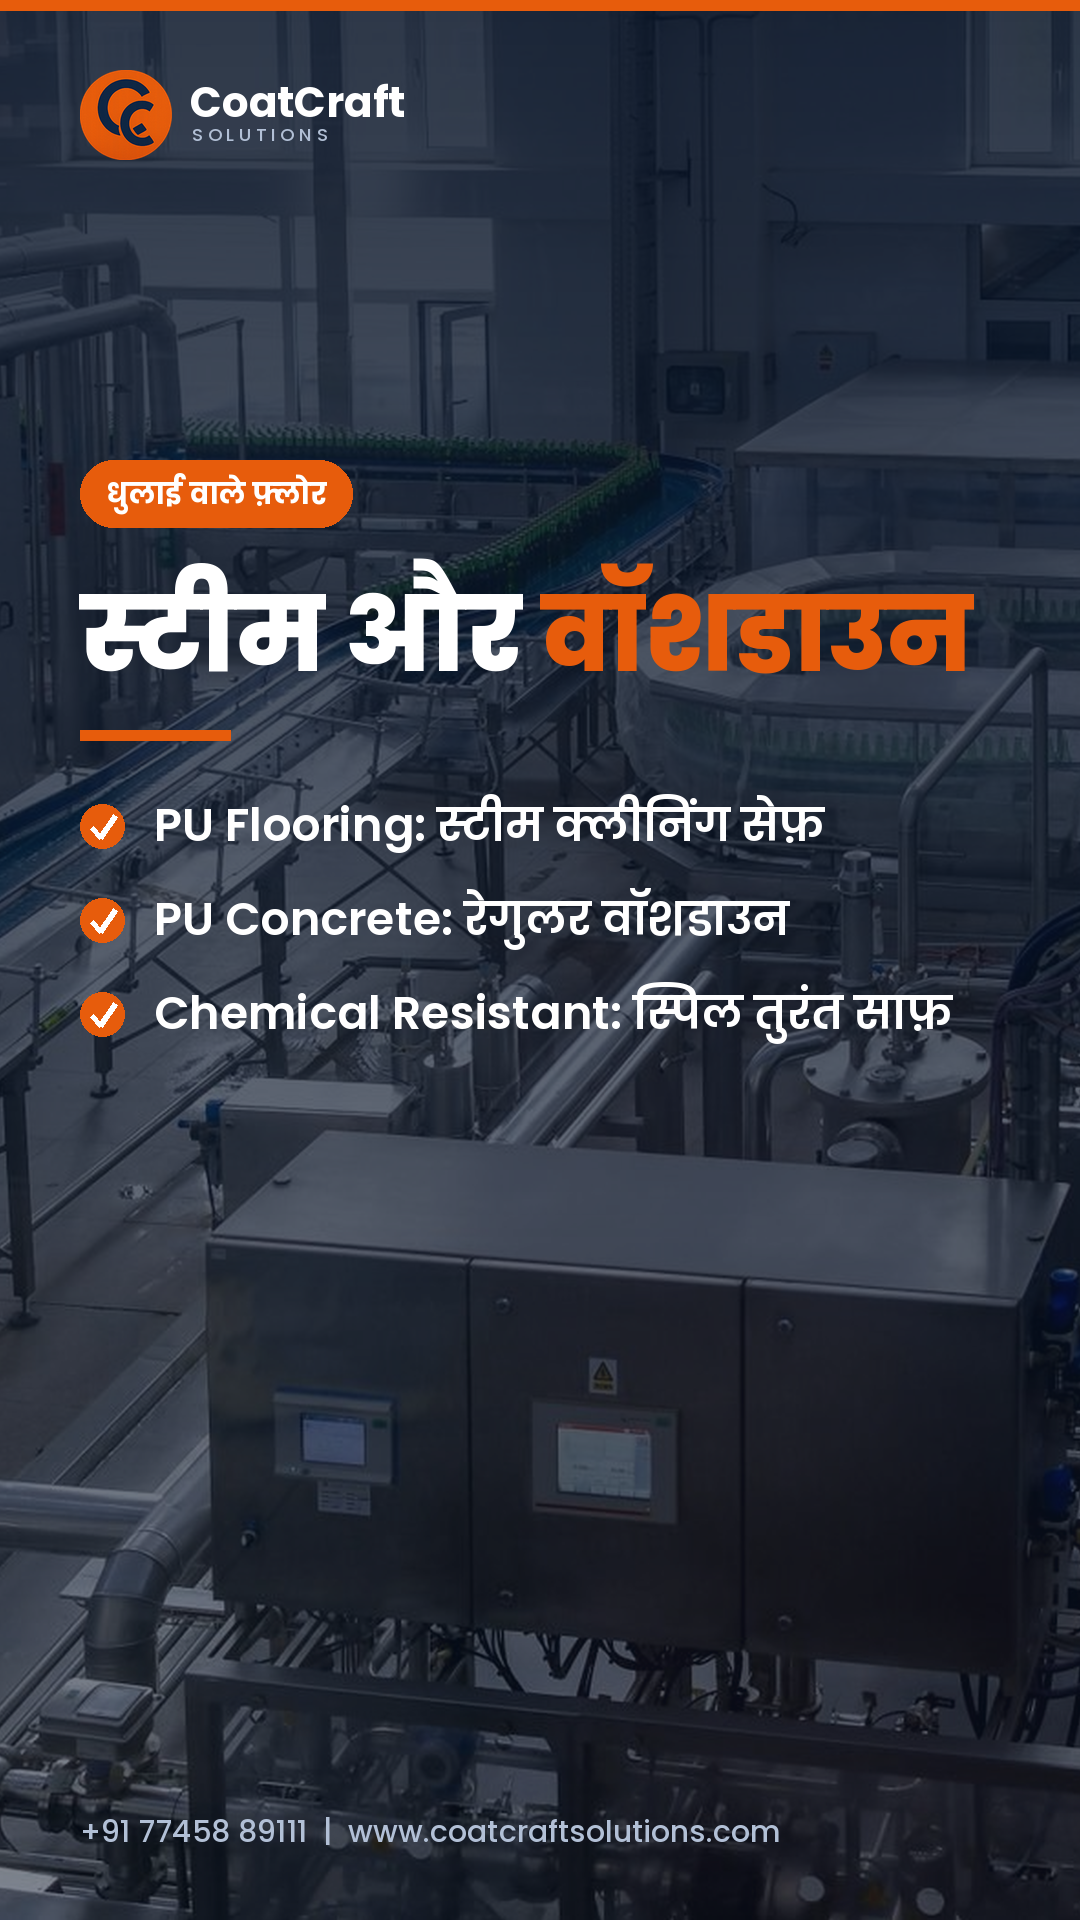 CoatCraft
SOLUTIONS
धुलाई वाले फ़्लोर
स्टीम और वॉशडाउन
PU Flooring: स्टीम क्लीनिंग सेफ़
PU Concrete: रेगुलर वॉशडाउन
Chemical Resistant: स्पिल तुरंत साफ़
+91 77458 89111 | www.coatcraftsolutions.com